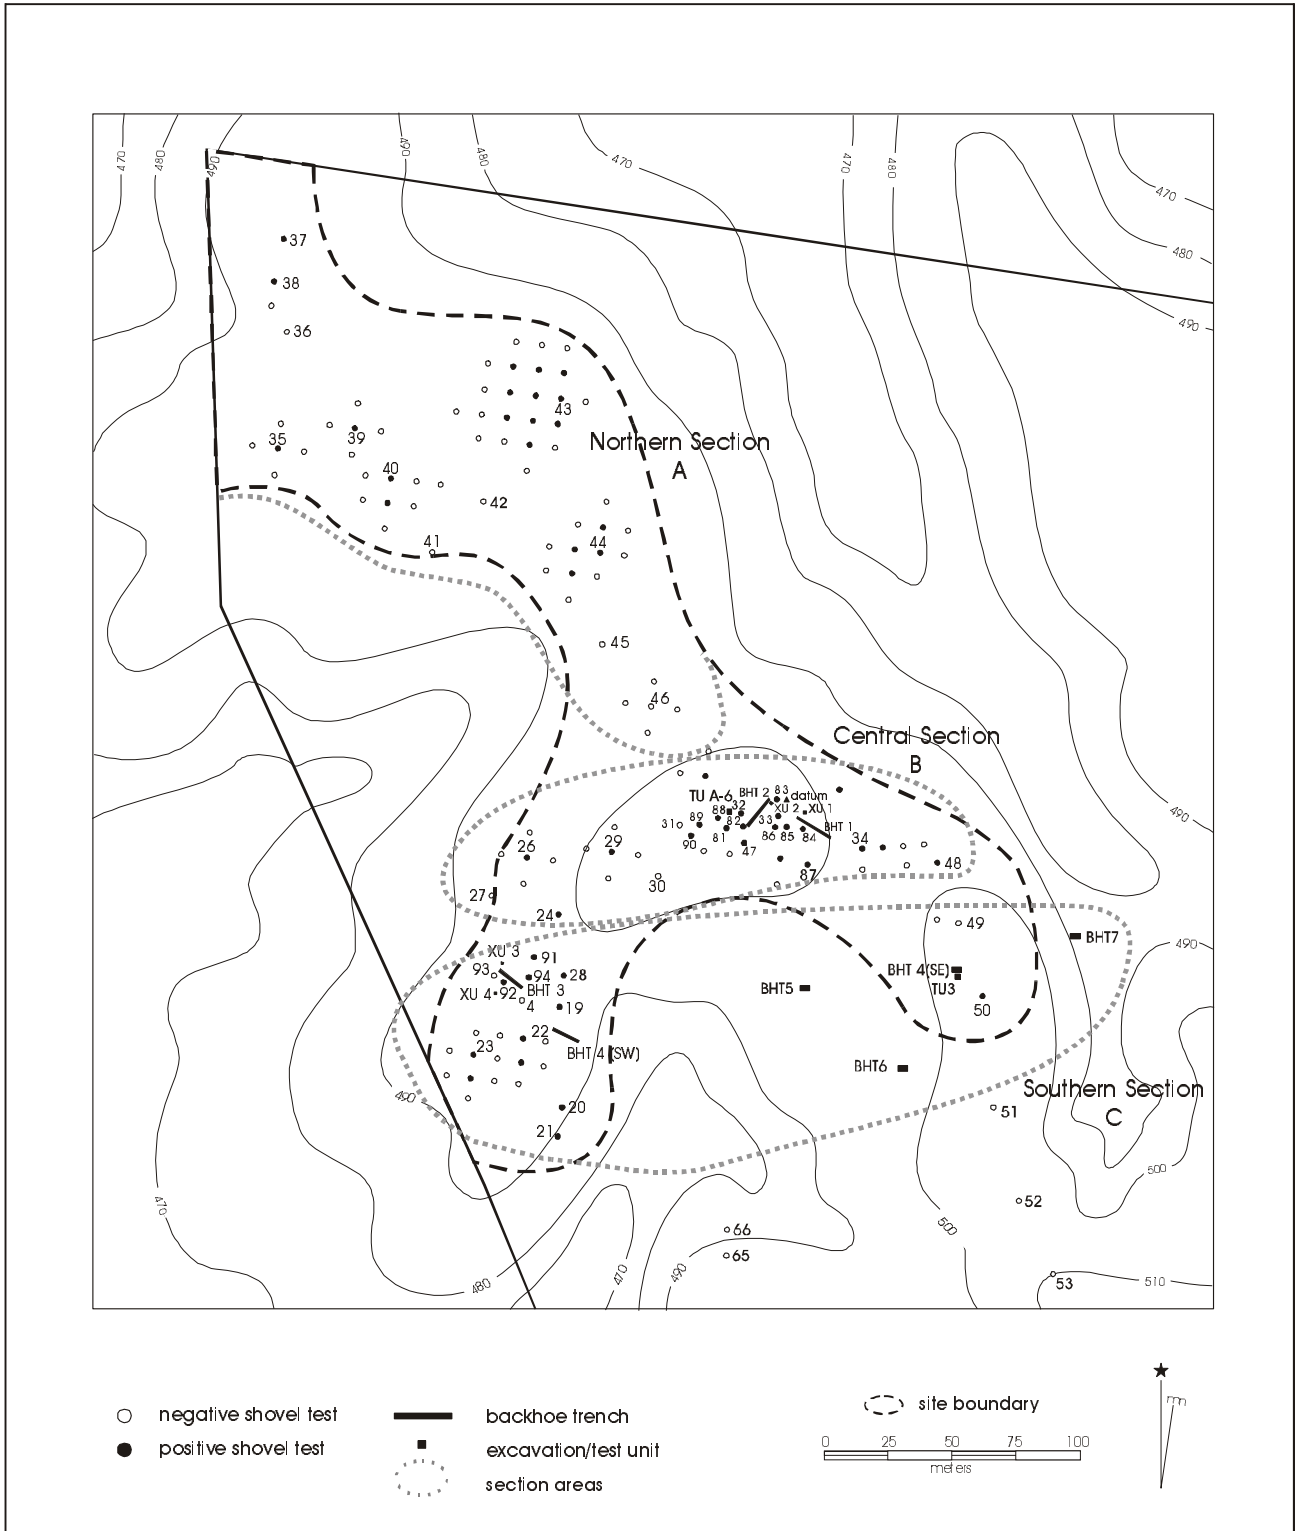 470
480
490
490
480
470
470
480
470
480
490
37
38
36
35
39
43
40
42
41
44
45
46
Northern Section
A
Central Section
B
490
TU A-6
BHT 2
83
datum
32
XU 2
XU 1
88
89
82
33
31
BHT 1
81
86
85
84
90
47
34
29
26
30
87
48
27
24
49
BHT7
490
XU 3
91
93
94
28
BHT 4(SE)
TU3
XU 4
92
BHT 3
BHT5
4
19
50
22
23
BHT 4 (SW)
BHT6
490
Southern Section
C
20
51
21
500
470
52
500
66
65
480
470
490
53
510
negative shovel test
positive shovel test
backhoe trench
excavation/test unit
section areas
site boundary
0 25 50 75 100
meters
mn